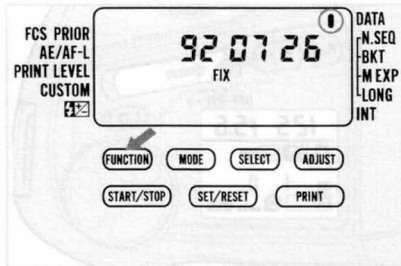 FCS PRIOR
AE/AF-L
PRINT LEVEL
CUSTOM
92 07 26
FIX
DATA
N.SEQ
BKT
M EXP
LONG
INT
FUNCTION MODE SELECT ADJUST
START/STOP SET/RESET PRINT